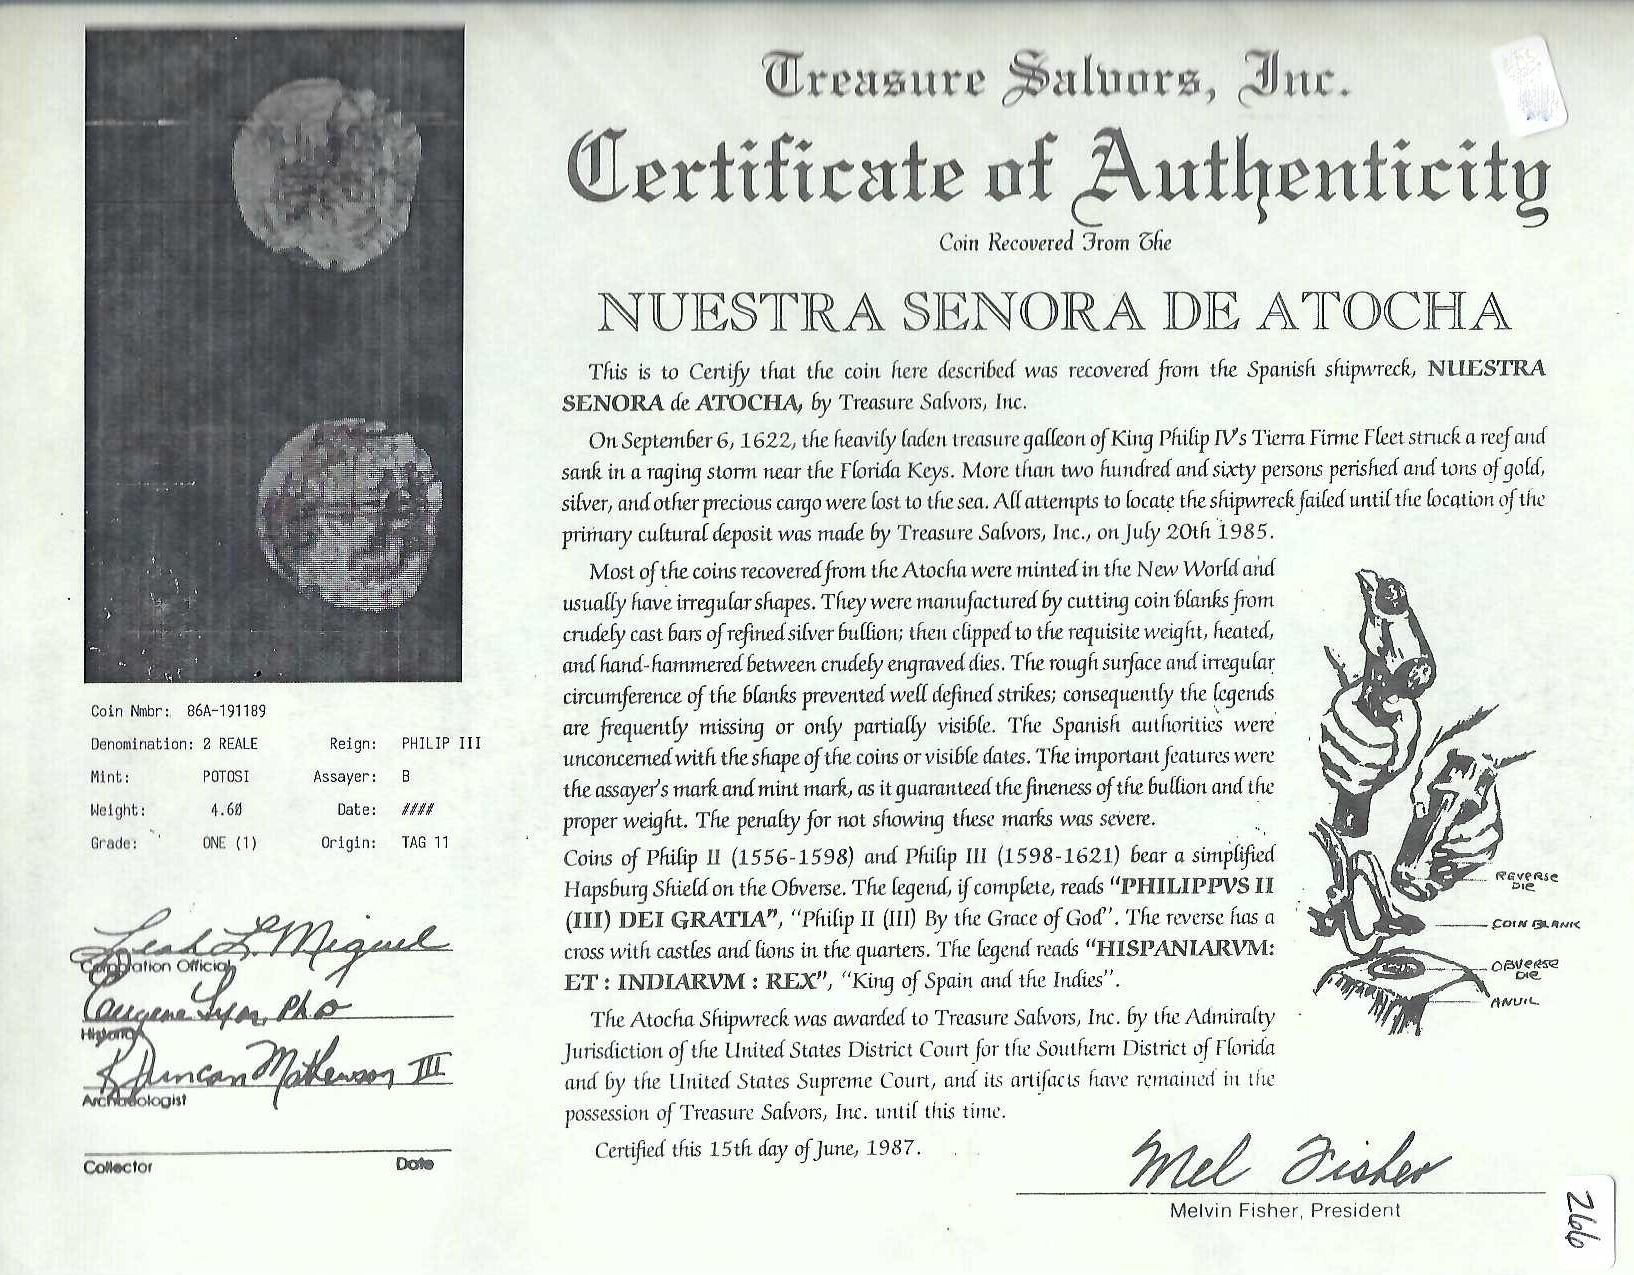 Treasure Salvors, Inc.
Certificate of Authenticity
Coin Recovered From The
NUESTRA SENORA DE ATOCHA
This is to Certify that the coin here described was recovered from the Spanish shipwreck, NUESTRA
SENORA de ATOCHA, by Treasure Salvors, Inc.
On September 6, 1622, the heavily laden treasure galleon of King Philip IV's Tierra Firme Fleet struck a reef and
sank in a raging storm near the Florida Keys. More than two hundred and sixty persons perished and tons of gold,
silver, and other precious cargo were lost to the sea. All attempts to locate the shipwreck failed until the location of the
primary cultural deposit was made by Treasure Salvors, Inc., on July 20th 1985.
Most of the coins recovered from the Atocha were minted in the New World and
usually have irregular shapes. They were manufactured by cutting coin blanks from
crudely cast bars of refined silver bullion; then clipped to the requisite weight, heated,
and hand-hammered between crudely engraved dies. The rough surface and irregular
circumference of the blanks prevented well defined strikes; consequently the legends
are frequently missing or only partially visible. The Spanish authorities were
unconcerned with the shape of the coins or visible dates. The important features were
the assayer's mark and mint mark, as it guaranteed the fineness of the bullion and the
proper weight. The penalty for not showing these marks was severe.
Coins of Philip II (1556-1598) and Philip III (1598-1621) bear a simplified
Hapsburg Shield on the Obverse. The legend, if complete, reads "PHILIPPVS II
(III) DEI GRATIA", "Philip II (III) By the Grace of God". The reverse has a
cross with castles and lions in the quarters. The legend reads "HISPANIARVM:
ET : INDIARVM : REX", "King of Spain and the Indies".
The Atocha Shipwreck was awarded to Treasure Salvors, Inc. by the Admiralty
Jurisdiction of the United States District Court for the Southern District of Florida
and by the United States Supreme Court, and its artifacts have remained in the
possession of Treasure Salvors, Inc. until this time.
Certified this 15th day of June, 1987.
Mel Fisher
Melvin Fisher, President
REVERSE
DIE
COIN BLANK
OBVERSE
DIE
ANVIL
Coin Nmbr: 86A-191189
Denomination: 2 REALE Reign: PHILIP III
Mint: POTOSI Assayer: B
Weight: 4.60 Date: ####
Grade: ONE (1) Origin: TAG 11
Leah L. Miguel
Corporation Official
Eugene Lyon, PhD
Historian
R Duncan Mathewson III
Archaeologist
Collector Date
266